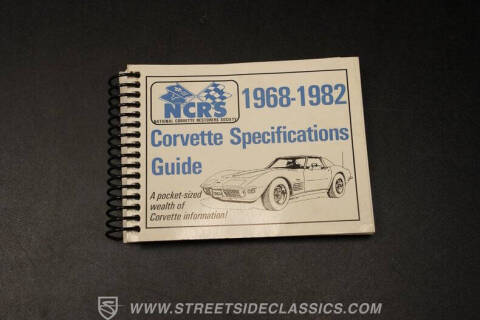 NCRS
NATIONAL CORVETTE RESTORERS SOCIETY
1968-1982
Corvette Specifications
Guide
A pocket-sized
wealth of
Corvette information!
WWW.STREETSIDECLASSICS.COM